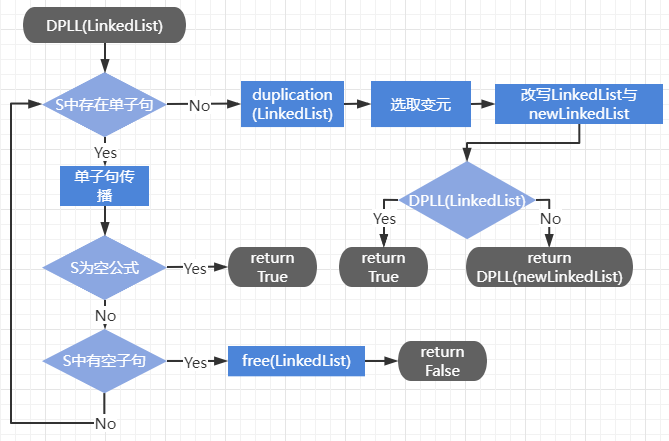 DPLL(LinkedList)
S中存在单子句
No
duplication
(LinkedList)
选取变元
改写LinkedList与
newLinkedList
Yes
单子句传
播
DPLL(LinkedList)
Yes
No
S为空公式
Yes
return
True
return
True
return
DPLL(newLinkedList)
No
S中有空子句
Yes
free(LinkedList)
return
False
No